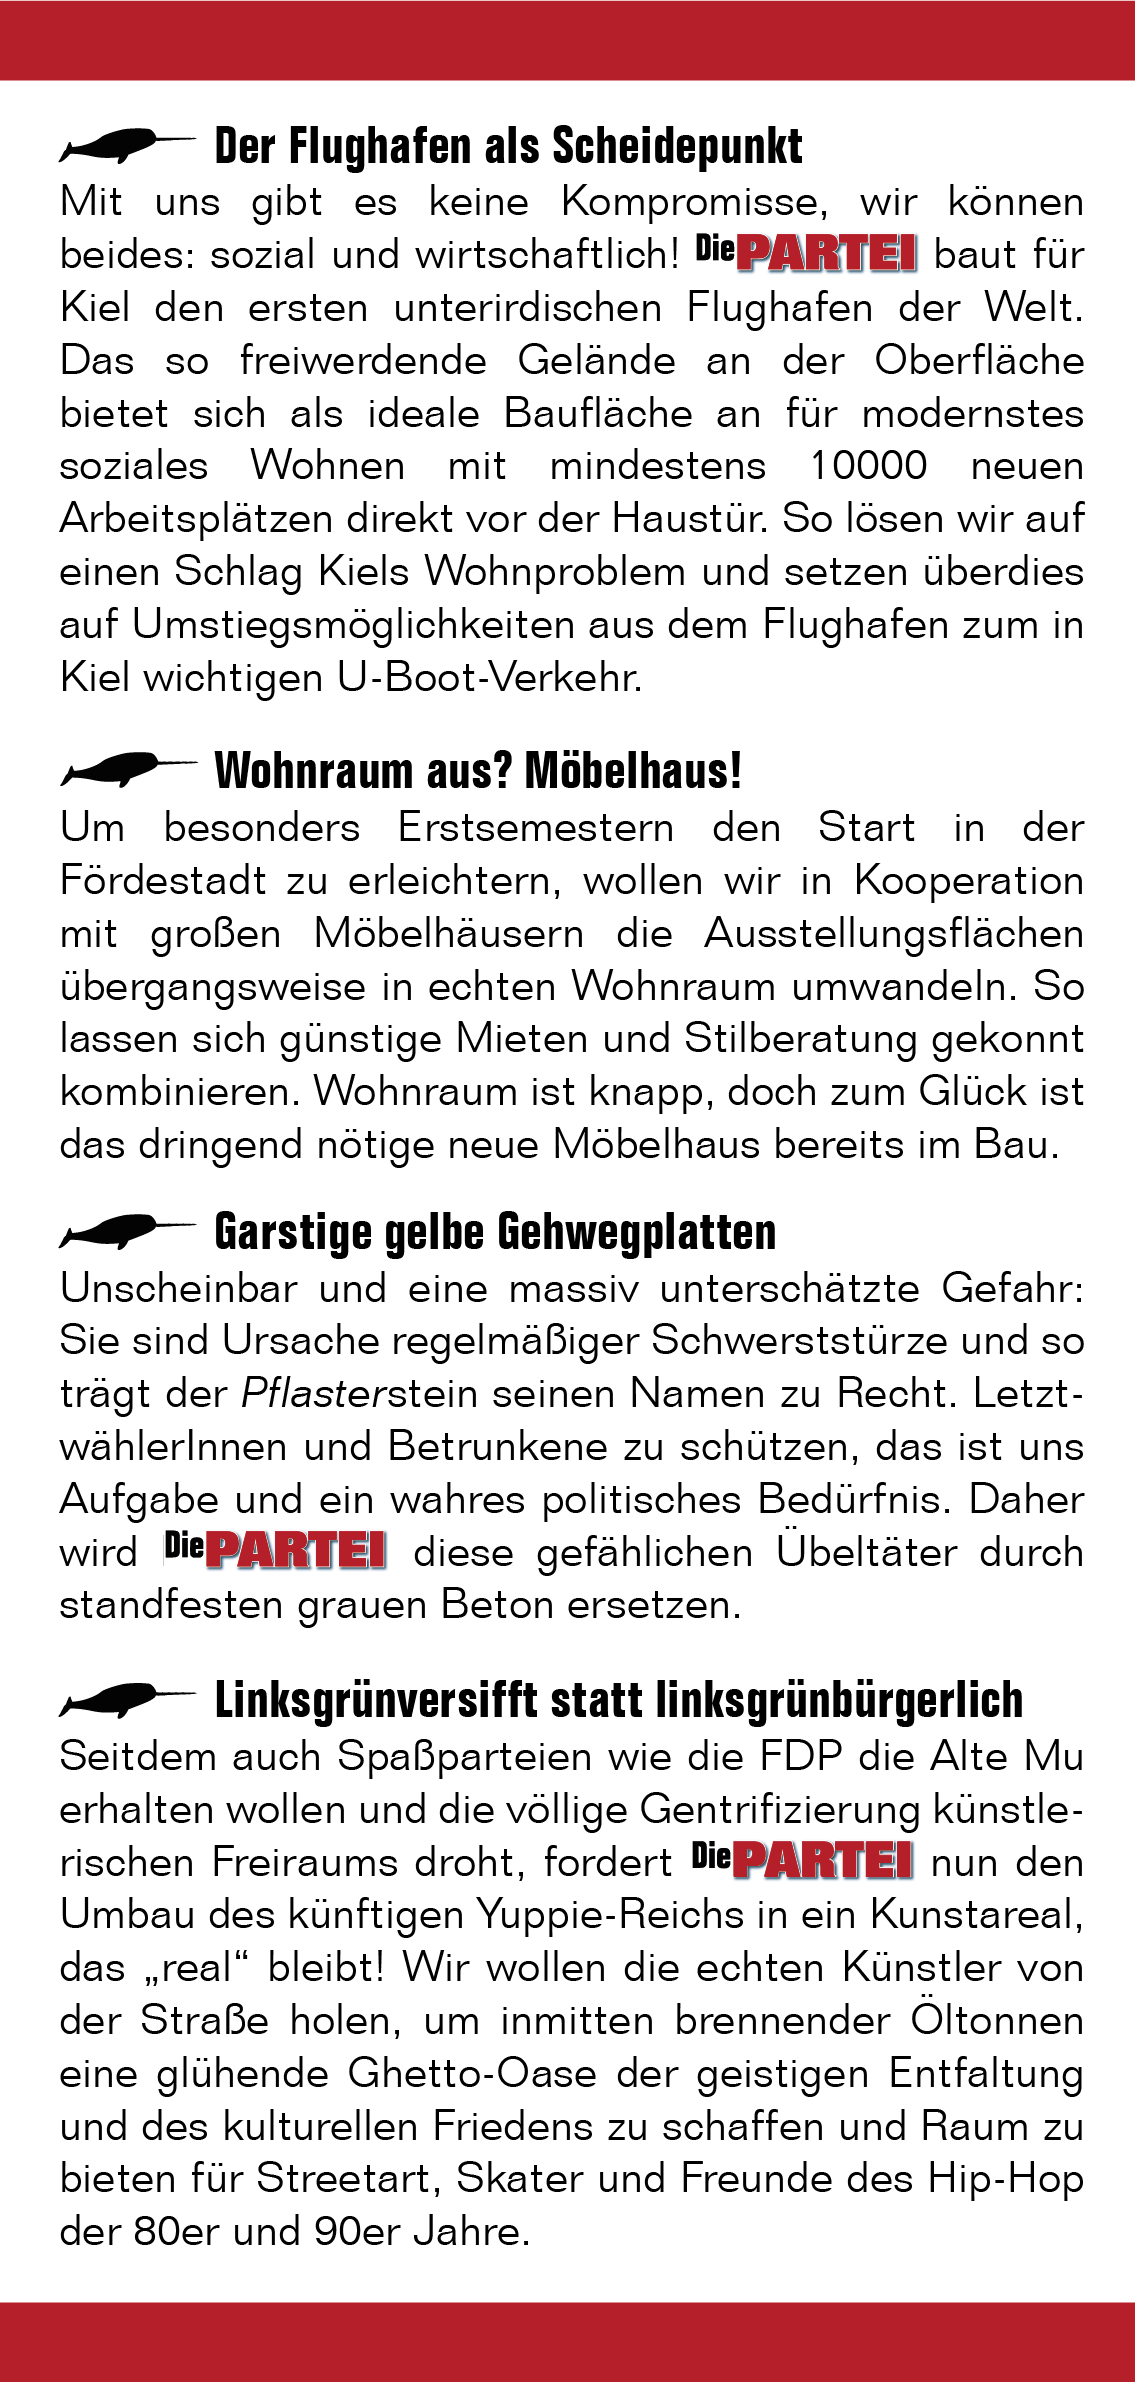 Der Flughafen als Scheidepunkt
Mit uns gibt es keine Kompromisse, wir können
beides: sozial und wirtschaftlich! Die PARTEI baut für
Kiel den ersten unterirdischen Flughafen der Welt.
Das so freiwerdende Gelände an der Oberfläche
bietet sich als ideale Baufläche an für modernstes
soziales Wohnen mit mindestens 10000 neuen
Arbeitsplätzen direkt vor der Haustür. So lösen wir auf
einen Schlag Kiels Wohnproblem und setzen überdies
auf Umstiegsmöglichkeiten aus dem Flughafen zum in
Kiel wichtigen U-Boot-Verkehr.
Wohnraum aus? Möbelhaus!
Um besonders Erstsemestern den Start in der
Fördestadt zu erleichtern, wollen wir in Kooperation
mit großen Möbelhäusern die Ausstellungsflächen
übergangsweise in echten Wohnraum umwandeln. So
lassen sich günstige Mieten und Stilberatung gekonnt
kombinieren. Wohnraum ist knapp, doch zum Glück ist
das dringend nötige neue Möbelhaus bereits im Bau.
Garstige gelbe Gehwegplatten
Unscheinbar und eine massiv unterschätzte Gefahr:
Sie sind Ursache regelmäßiger Schwerststürze und so
trägt der Pflasterstein seinen Namen zu Recht. Letzt-
wählerInnen und Betrunkene zu schützen, das ist uns
Aufgabe und ein wahres politisches Bedürfnis. Daher
wird Die PARTEI diese gefählichen Übeltäter durch
standfesten grauen Beton ersetzen.
Linksgrünversifft statt linksgrünbürgerlich
Seitdem auch Spaßparteien wie die FDP die Alte Mu
erhalten wollen und die völlige Gentrifizierung künstle-
rischen Freiraums droht, fordert Die PARTEI nun den
Umbau des künftigen Yuppie-Reichs in ein Kunstareal,
das „real“ bleibt! Wir wollen die echten Künstler von
der Straße holen, um inmitten brennender Öltonnen
eine glühende Ghetto-Oase der geistigen Entfaltung
und des kulturellen Friedens zu schaffen und Raum zu
bieten für Streetart, Skater und Freunde des Hip-Hop
der 80er und 90er Jahre.